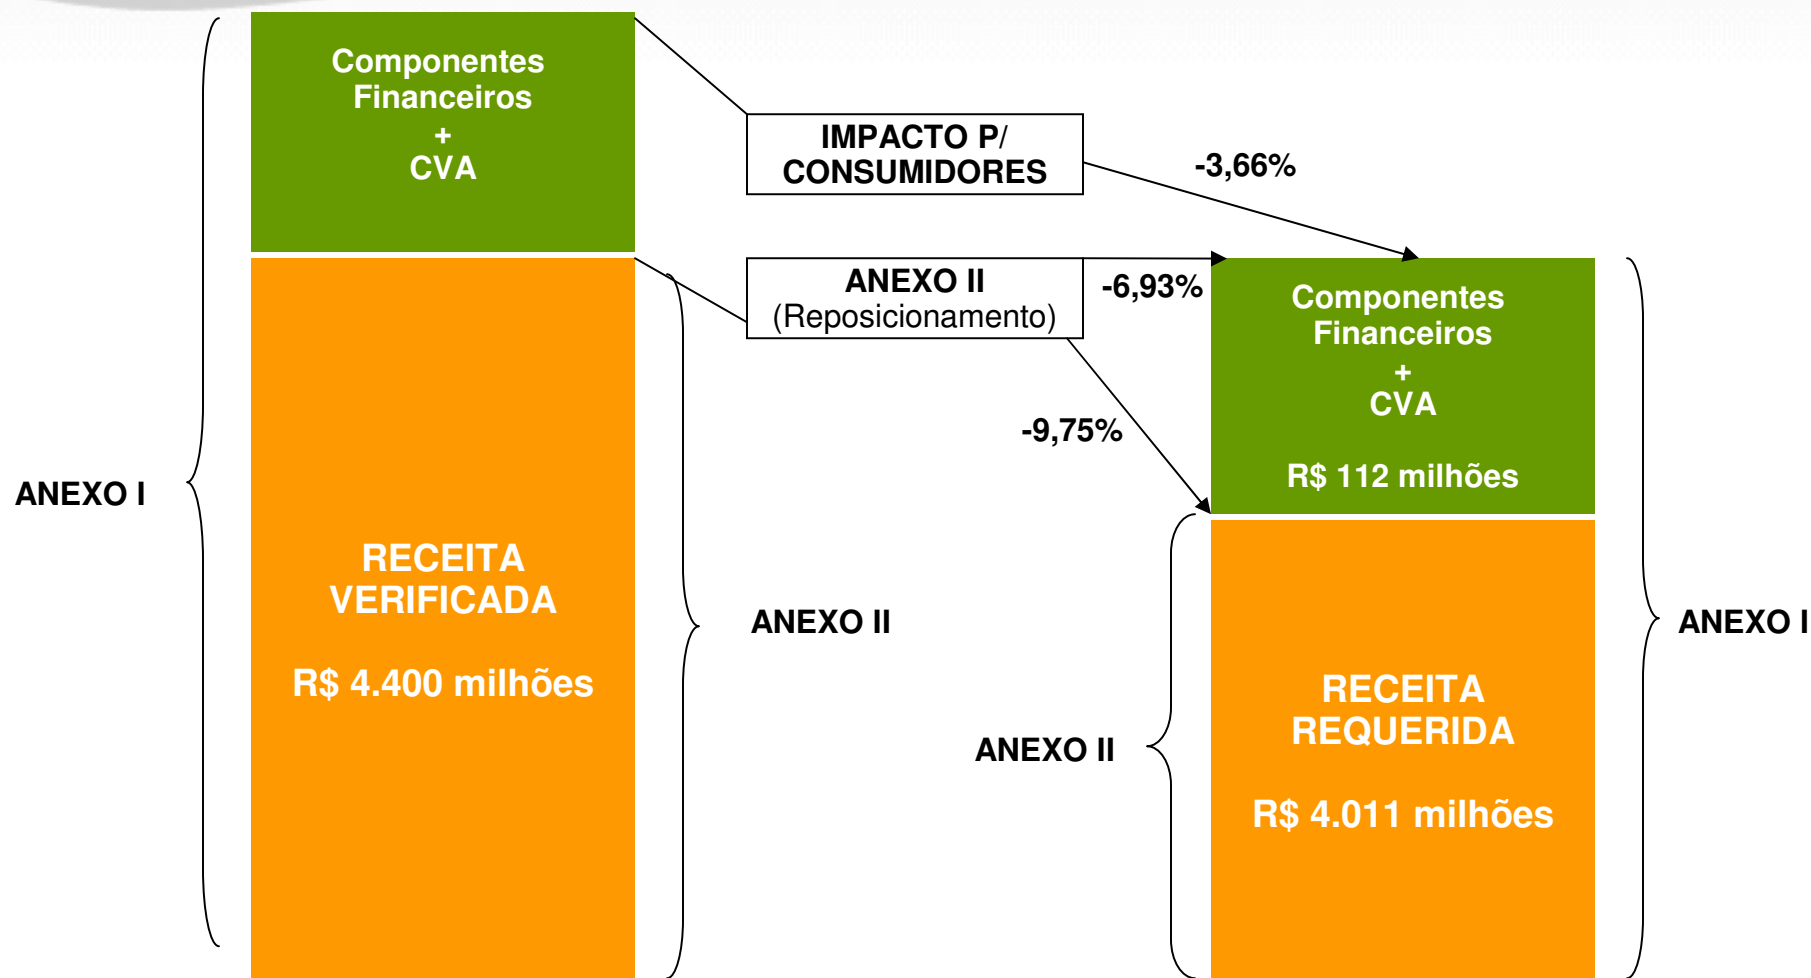 Componentes
Financeiros
+
CVA
IMPACTO P/
CONSUMIDORES
-3,66%
ANEXO II
(Reposicionamento)
-6,93%
-9,75%
Componentes
Financeiros
+
CVA
R$ 112 milhões
ANEXO I
RECEITA
VERIFICADA
R$ 4.400 milhões
ANEXO II
ANEXO II
RECEITA
REQUERIDA
R$ 4.011 milhões
ANEXO I